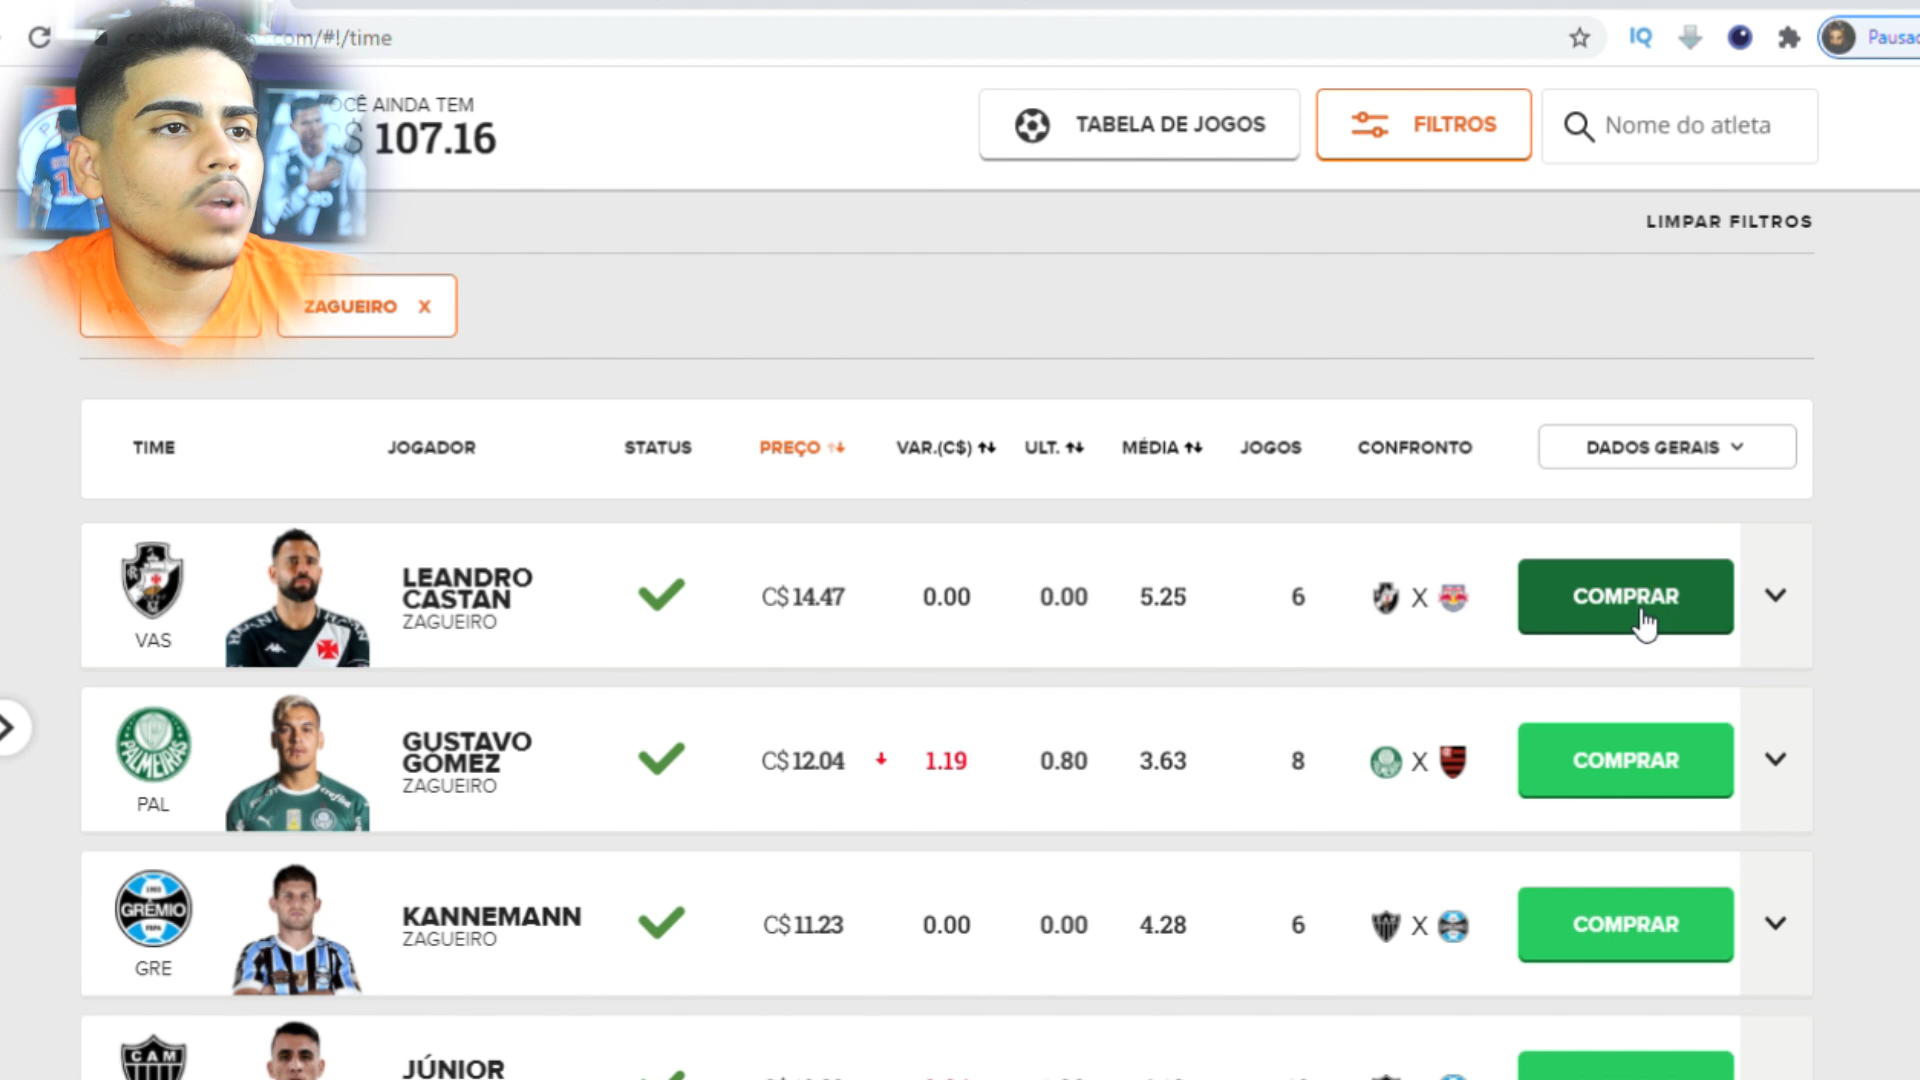 .com/#!/time
IQ
Pausac
OCÊ AINDA TEM
$ 107.16
TABELA DE JOGOS
FILTROS
Nome do atleta
LIMPAR FILTROS
ZAGUEIRO X
TIME JOGADOR STATUS PREÇO VAR.(C$) ULT. MÉDIA JOGOS CONFRONTO DADOS GERAIS
VAS
LEANDRO
CASTAN
ZAGUEIRO
C$ 14.47 0.00 0.00 5.25 6 X COMPRAR
PALMEIRAS
PAL
GUSTAVO
GÓMEZ
ZAGUEIRO
C$ 12.04 1.19 0.80 3.63 8 X COMPRAR
GRÊMIO
GRE
KANNEMANN
ZAGUEIRO
C$ 11.23 0.00 0.00 4.28 6 X COMPRAR
CAM
JÚNIOR